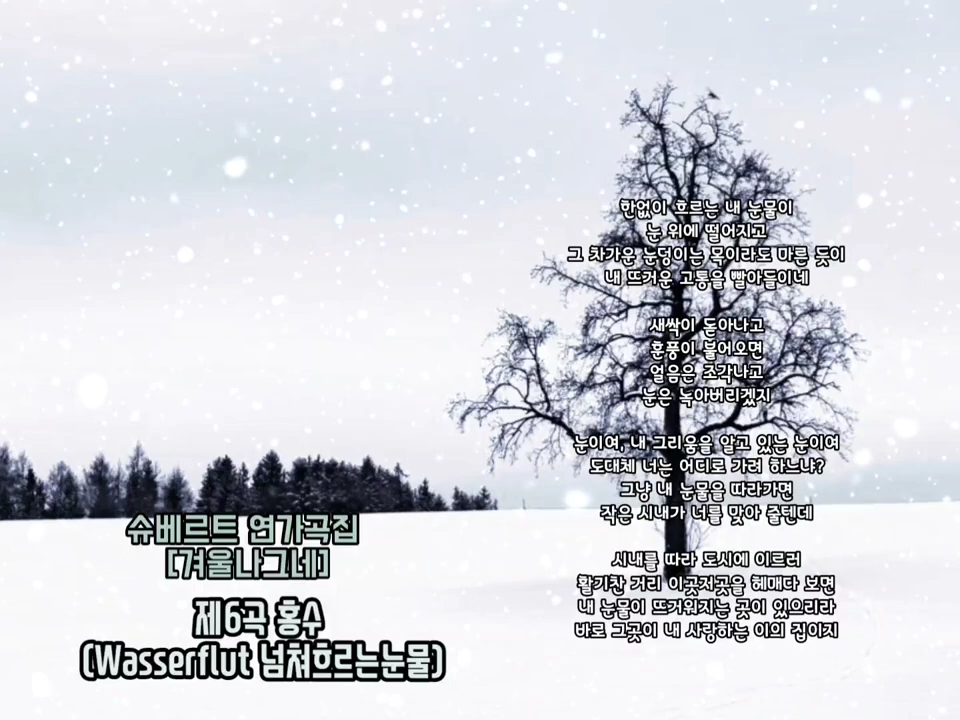 한없이 흐르는 내 눈물이
눈 위에 떨어지고
그 차가운 눈덩이는 목이라도 마른 듯이
내 뜨거운 고통을 빨아들이네
새싹이 돋아나고
훈풍이 불어오면
얼음은 조각나고
눈은 녹아버리겠지
눈이여, 내 그리움을 알고 있는 눈이여
도대체 너는 어디로 가려 하느냐?
그냥 내 눈물을 따라가면
작은 시내가 너를 맞아 줄텐데
시내를 따라 도시에 이르러
활기찬 거리 이곳저곳을 헤매다 보면
내 눈물이 뜨거워지는 곳이 있으리라
바로 그곳이 내 사랑하는 이의 집이지
슈베르트 연가곡집
[겨울나그네]
제6곡 홍수
(Wasserflut 넘쳐흐르는눈물)